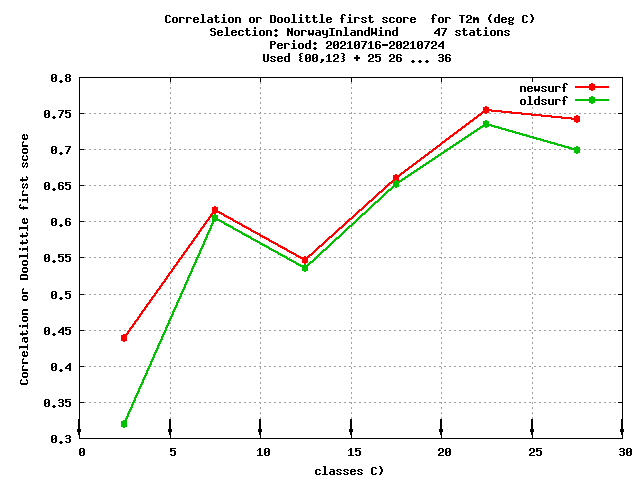 Correlation or Doolittle first score  for T2m (deg C)
Selection: NorwayInlandWind     47 stations
Period: 20210716-20210724
Used {00,12} + 25 26 ... 36
newsurf
oldsurf
Correlation or Doolittle first score
0.8
0.75
0.7
0.65
0.6
0.55
0.5
0.45
0.4
0.35
0.3
0 5 10 15 20 25 30
classes C)